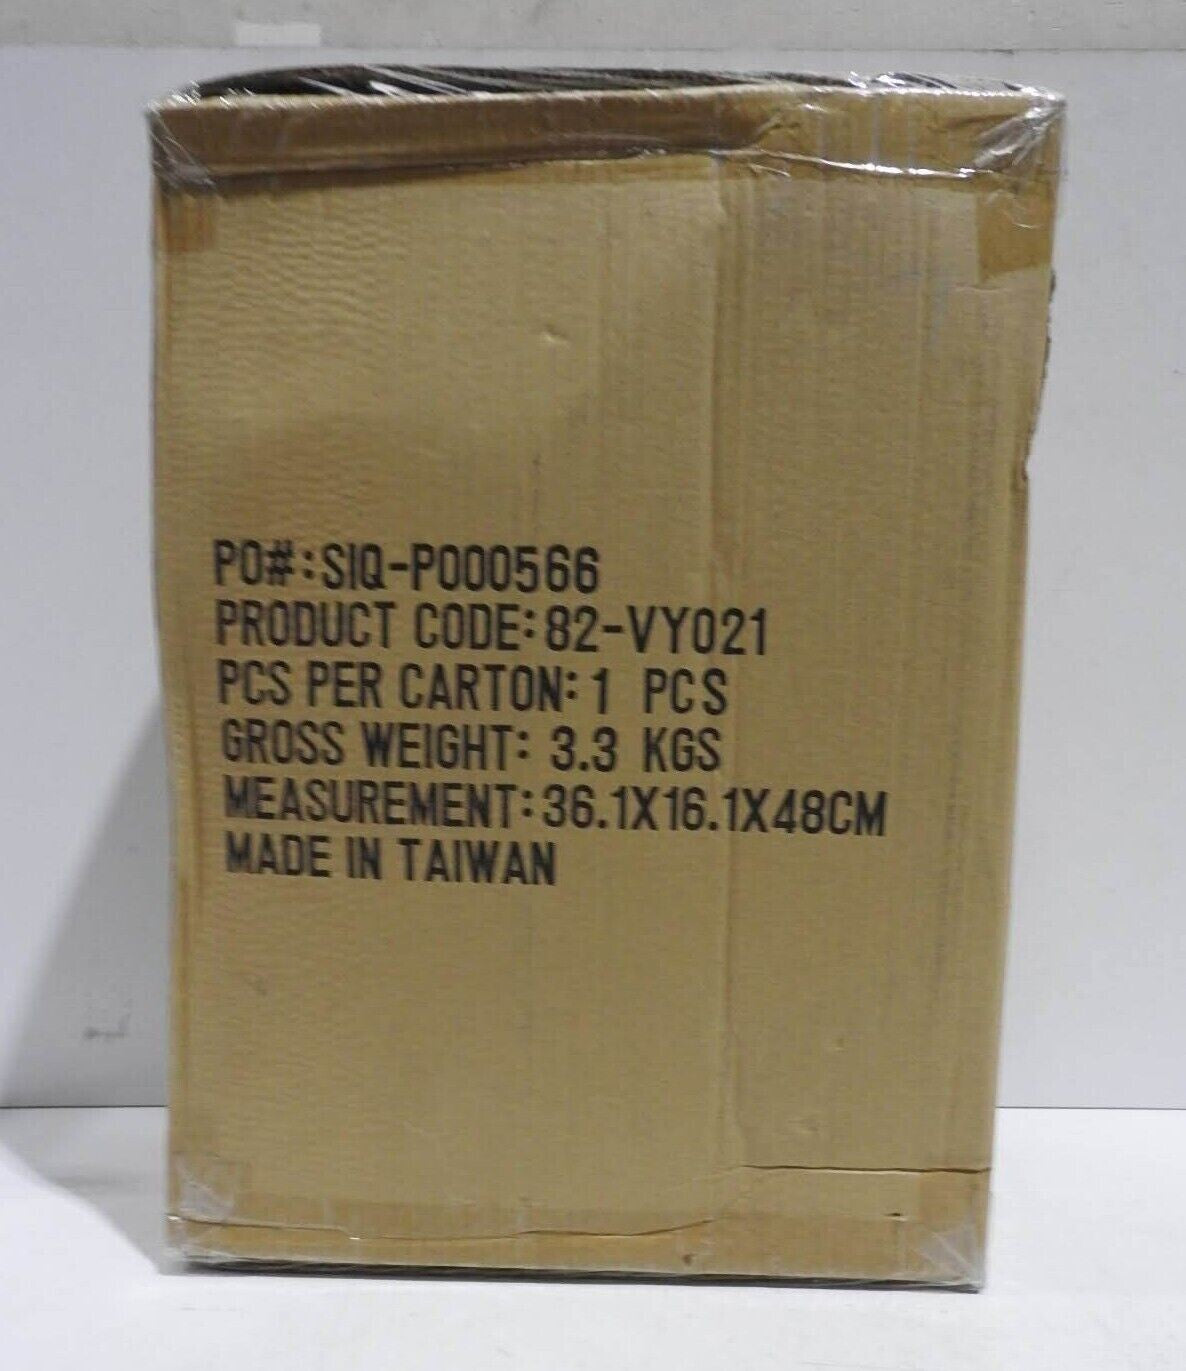 PO#:SIQ-P000566
PRODUCT CODE:82-VY021
PCS PER CARTON:1 PCS
GROSS WEIGHT: 3.3 KGS
MEASUREMENT:36.1X16.1X48CM
MADE IN TAIWAN